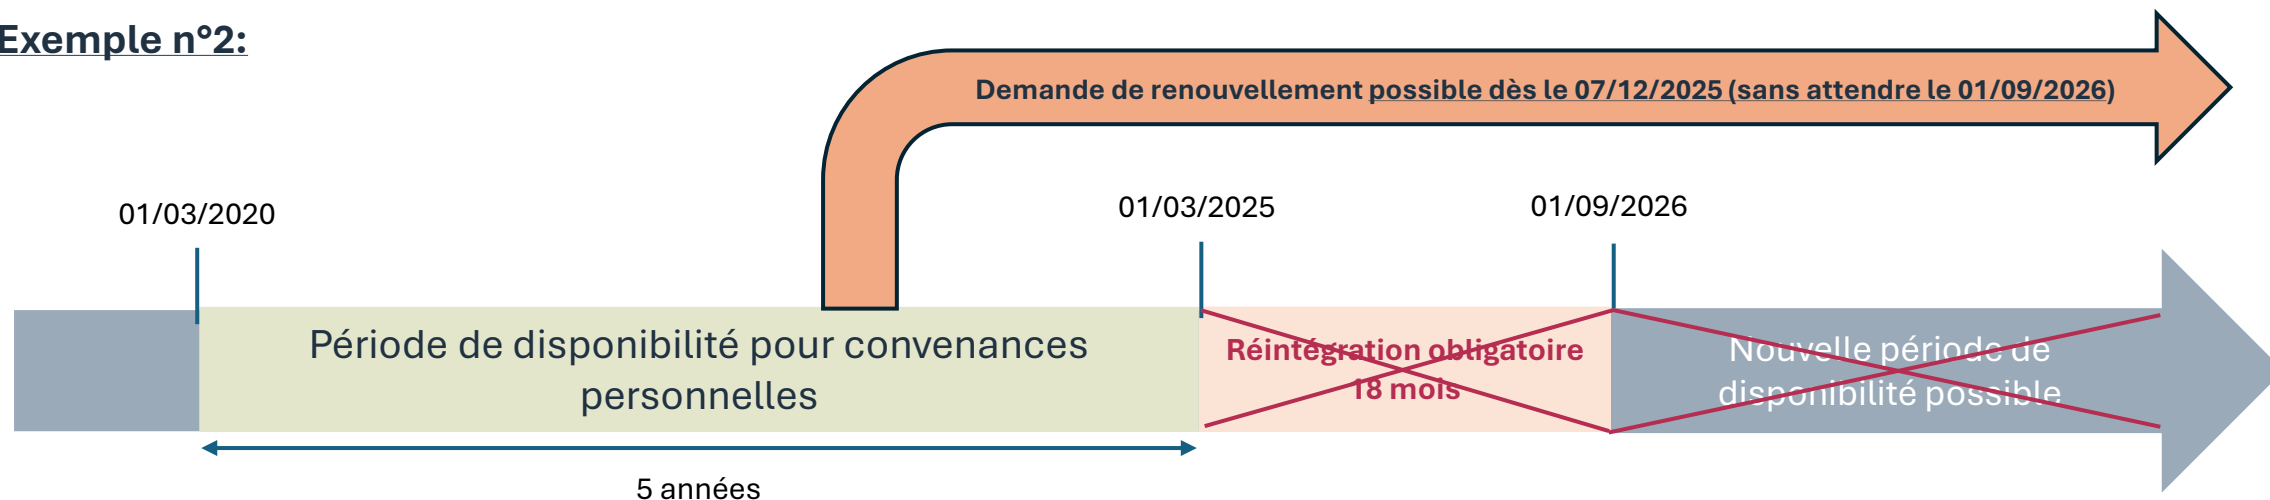 Exemple n°2:
Demande de renouvellement possible dès le 07/12/2025 (sans attendre le 01/09/2026)
01/03/2020
01/03/2025
01/09/2026
Période de disponibilité pour convenances
personnelles
Réintégration obligatoire
18 mois
Nouvelle période de
disponibilité possible
5 années